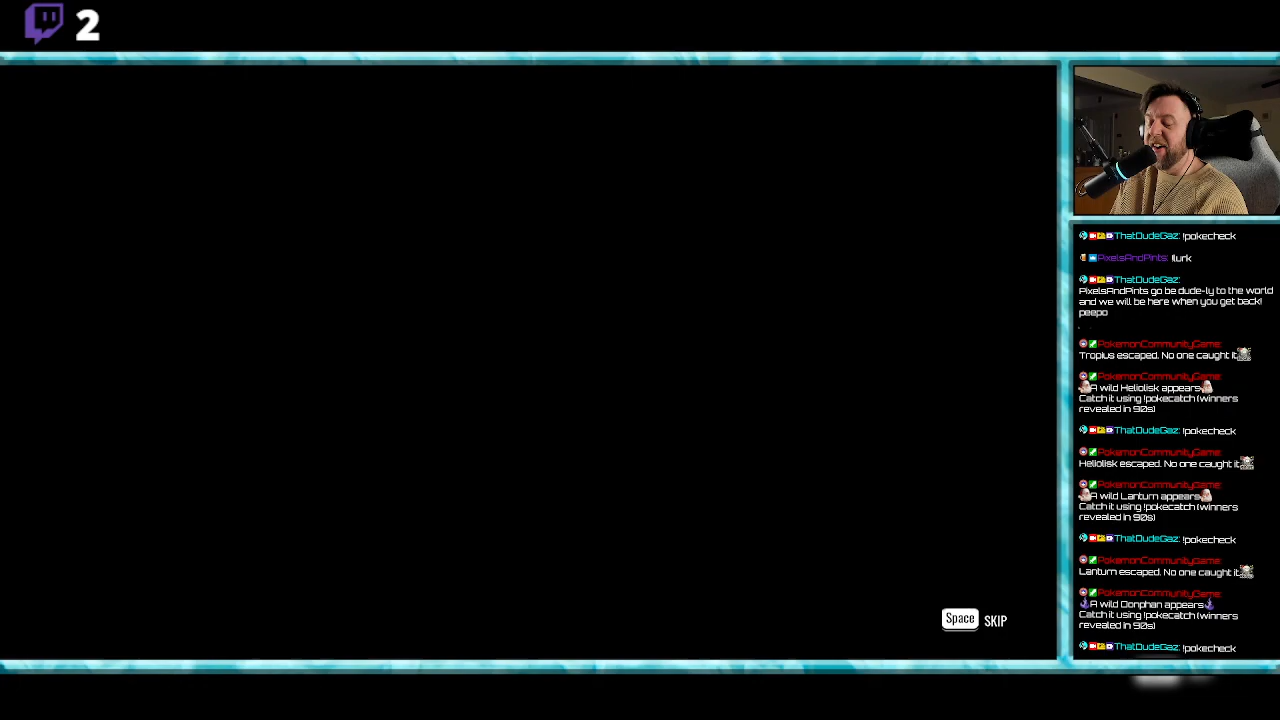 2
ThatDudeGaz: !pokecheck
PixelsAndPints: !lurk
ThatDudeGaz:
PixelsAndPints go be dude-ly to the world
and we will be here when you get back!
peepo
PokemonCommunityGame:
Tropius escaped. No one caught it
PokemonCommunityGame:
A wild Heliolisk appears
Catch it using !pokecatch (winners
revealed in 90s)
ThatDudeGaz: !pokecheck
PokemonCommunityGame:
Heliolisk escaped. No one caught it
PokemonCommunityGame:
A wild Lanturn appears
Catch it using !pokecatch (winners
revealed in 90s)
ThatDudeGaz: !pokecheck
PokemonCommunityGame:
Lanturn escaped. No one caught it
PokemonCommunityGame:
A wild Donphan appears
Catch it using !pokecatch (winners
revealed in 90s)
Space SKIP
ThatDudeGaz: !pokecheck